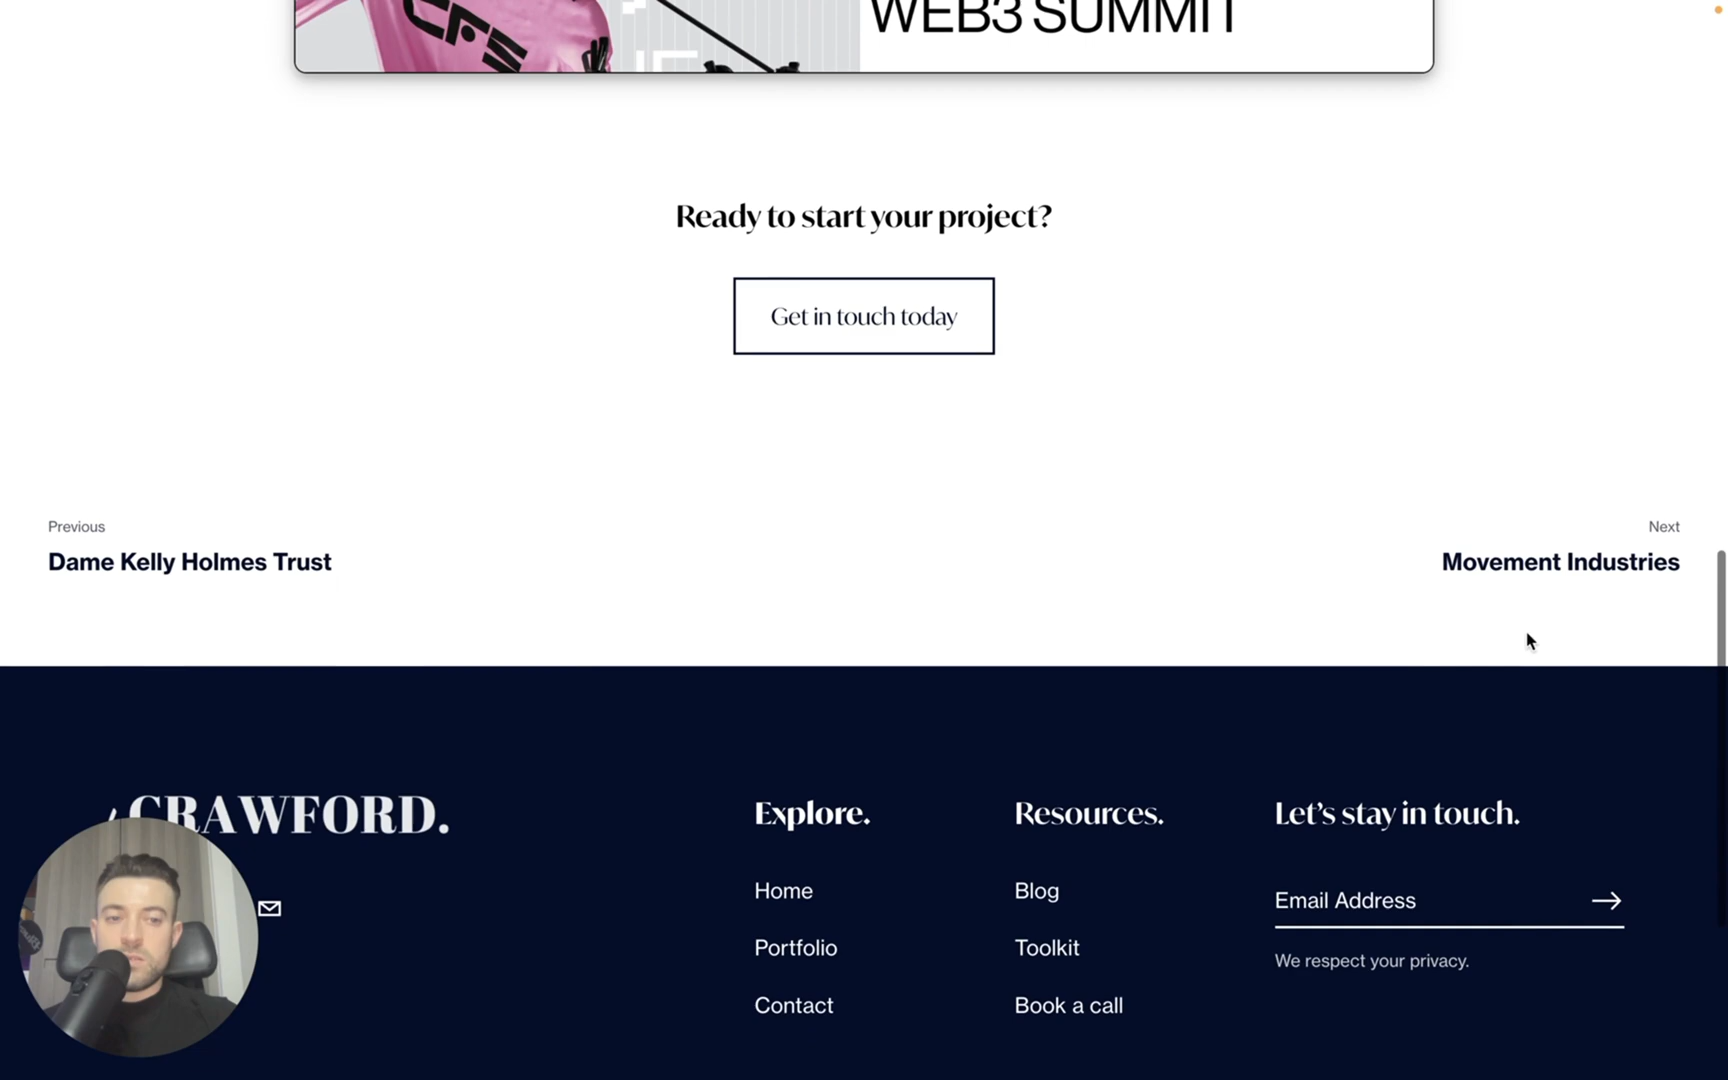 CFE
WEB3 SUMMIT
Ready to start your project?
Get in touch today
Previous
Next
Dame Kelly Holmes Trust
Movement Industries
CRAWFORD.
Explore.
Resources.
Let’s stay in touch.
Home
Blog
Email Address
Portfolio
Toolkit
We respect your privacy.
Contact
Book a call